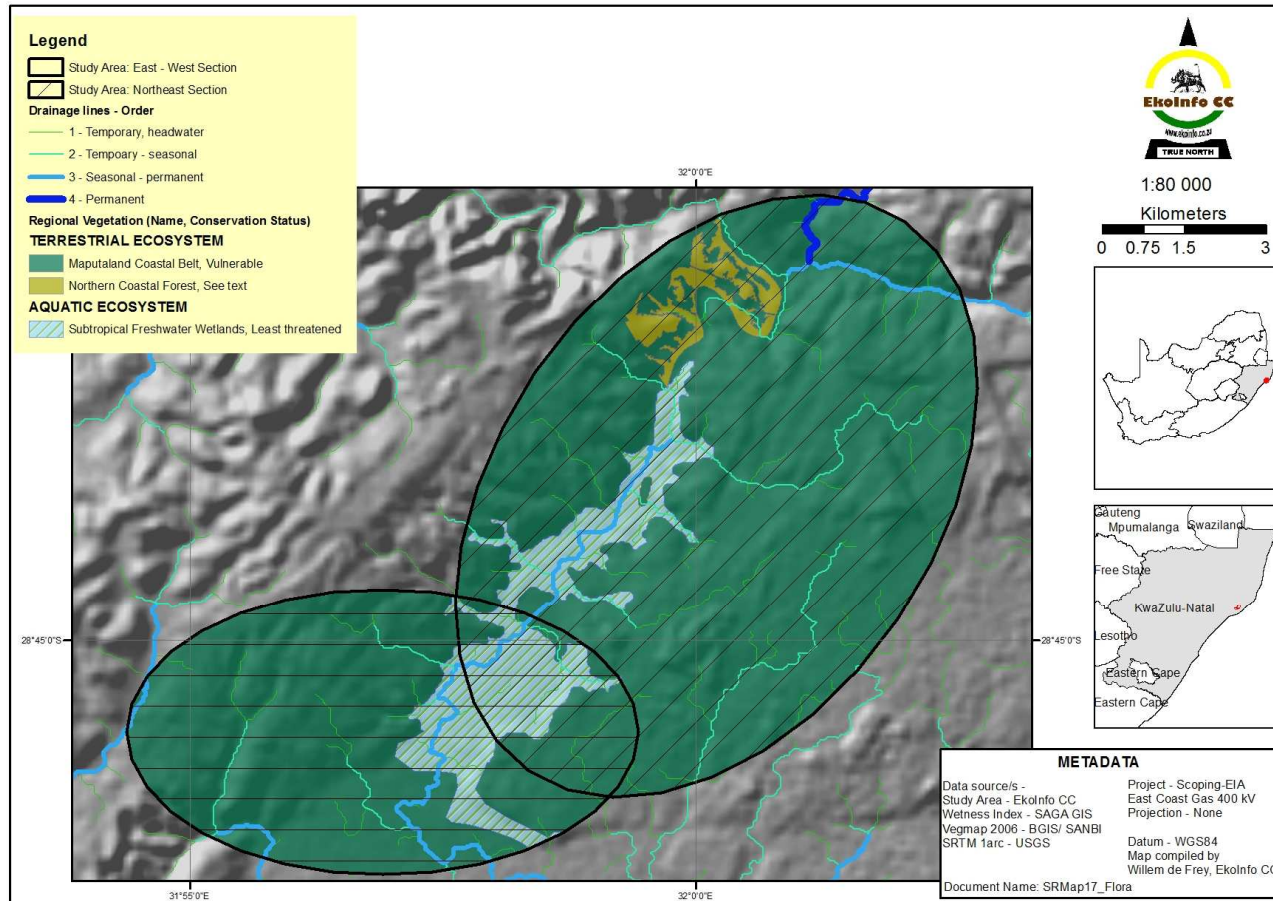 Legend
Study Area: East - West Section
Study Area: Northeast Section
Drainage lines - Order
1 - Temporary, headwater
2 - Tempoary - seasonal
3 - Seasonal - permanent
4 - Permanent
Regional Vegetation (Name, Conservation Status)
TERRESTRIAL ECOSYSTEM
Maputaland Coastal Belt, Vulnerable
Northern Coastal Forest, See text
AQUATIC ECOSYSTEM
Subtropical Freshwater Wetlands, Least threatened
32°0'0"E
28°45'0"S
28°45'0"S
31°55'0"E
32°0'0"E
EkoInfo CC
www.ekoinfo.co.za
TRUE NORTH
1:80 000
Kilometers
0 0.75 1.5 3
Gauteng
Mpumalanga
Swaziland
Free State
KwaZulu-Natal
Lesotho
Eastern Cape
Eastern Cape
METADATA
Data source/s -
Study Area - EkoInfo CC
Wetness Index - SAGA GIS
Vegmap 2006 - BGIS/ SANBI
SRTM 1arc - USGS
Project - Scoping-EIA
East Coast Gas 400 kV
Projection - None
Datum - WGS84
Map compiled by
Willem de Frey, EkoInfo CC
Document Name: SRMap17_Flora